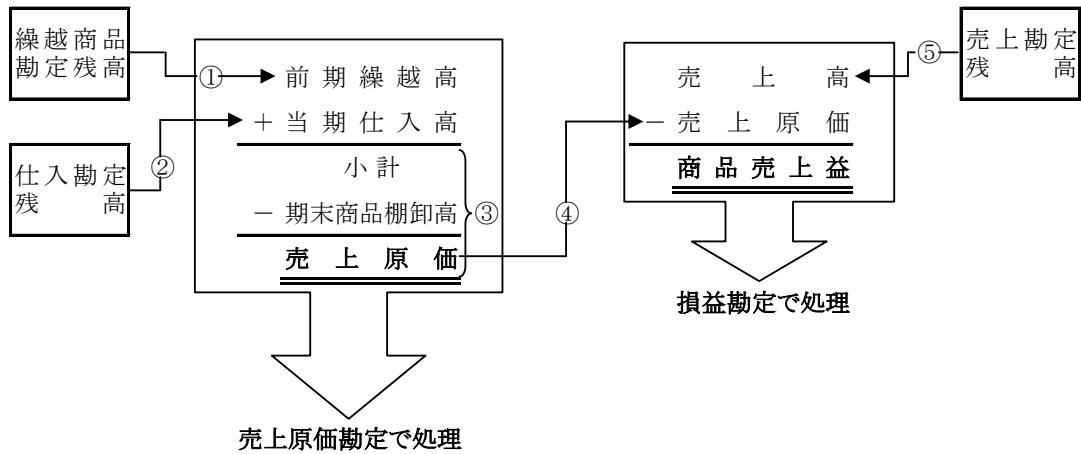 繰越商品
勘定残高
①
前期繰越高
②
＋当期仕入高
仕入勘定
残高
小計
－期末商品棚卸高
③
売上原価
売上原価勘定で処理
④
売上高
⑤
売上勘定
残高
－売上原価
商品売上益
損益勘定で処理